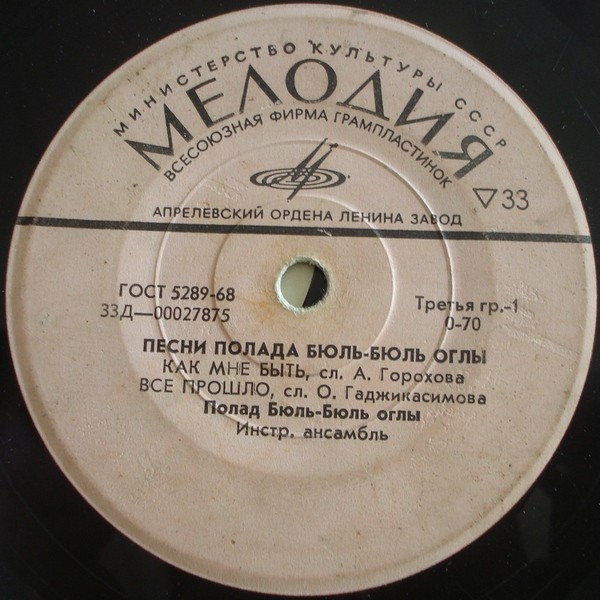 МИНИСТЕРСТВО КУЛЬТУРЫ СССР
МЕЛОДИЯ
ВСЕСОЮЗНАЯ ФИРМА ГРАМПЛАСТИНОК
▽33
АПРЕЛЕВСКИЙ ОРДЕНА ЛЕНИНА ЗАВОД
ГОСТ 5289-68
33Д—00027875
Третья гр.-1
0-70
ПЕСНИ ПОЛАДА БЮЛЬ-БЮЛЬ ОГЛЫ
КАК МНЕ БЫТЬ, сл. А. Горохова
ВСЕ ПРОШЛО, сл. О. Гаджикасимова
Полад Бюль-Бюль оглы
Инстр. ансамбль